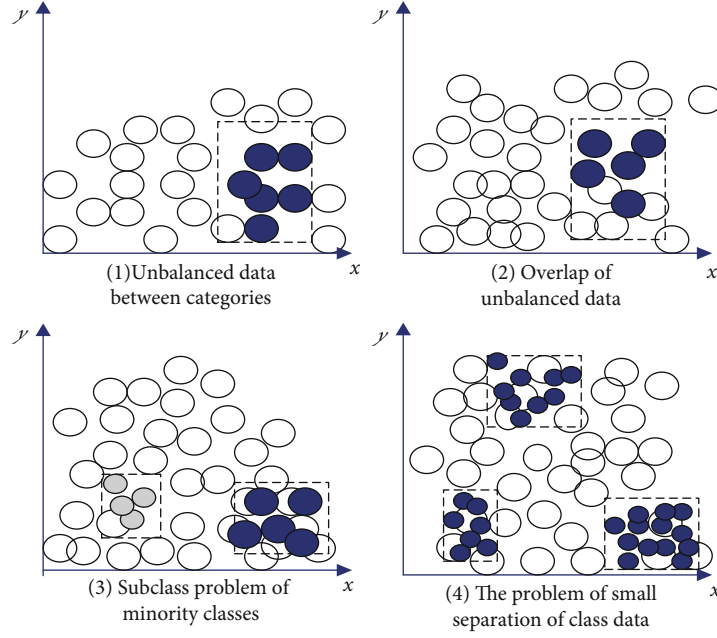 y
x
(1)Unbalanced data
between categories
y
x
(2) Overlap of
unbalanced data
y
x
(3) Subclass problem of
minority classes
y
x
(4) The problem of small
separation of class data